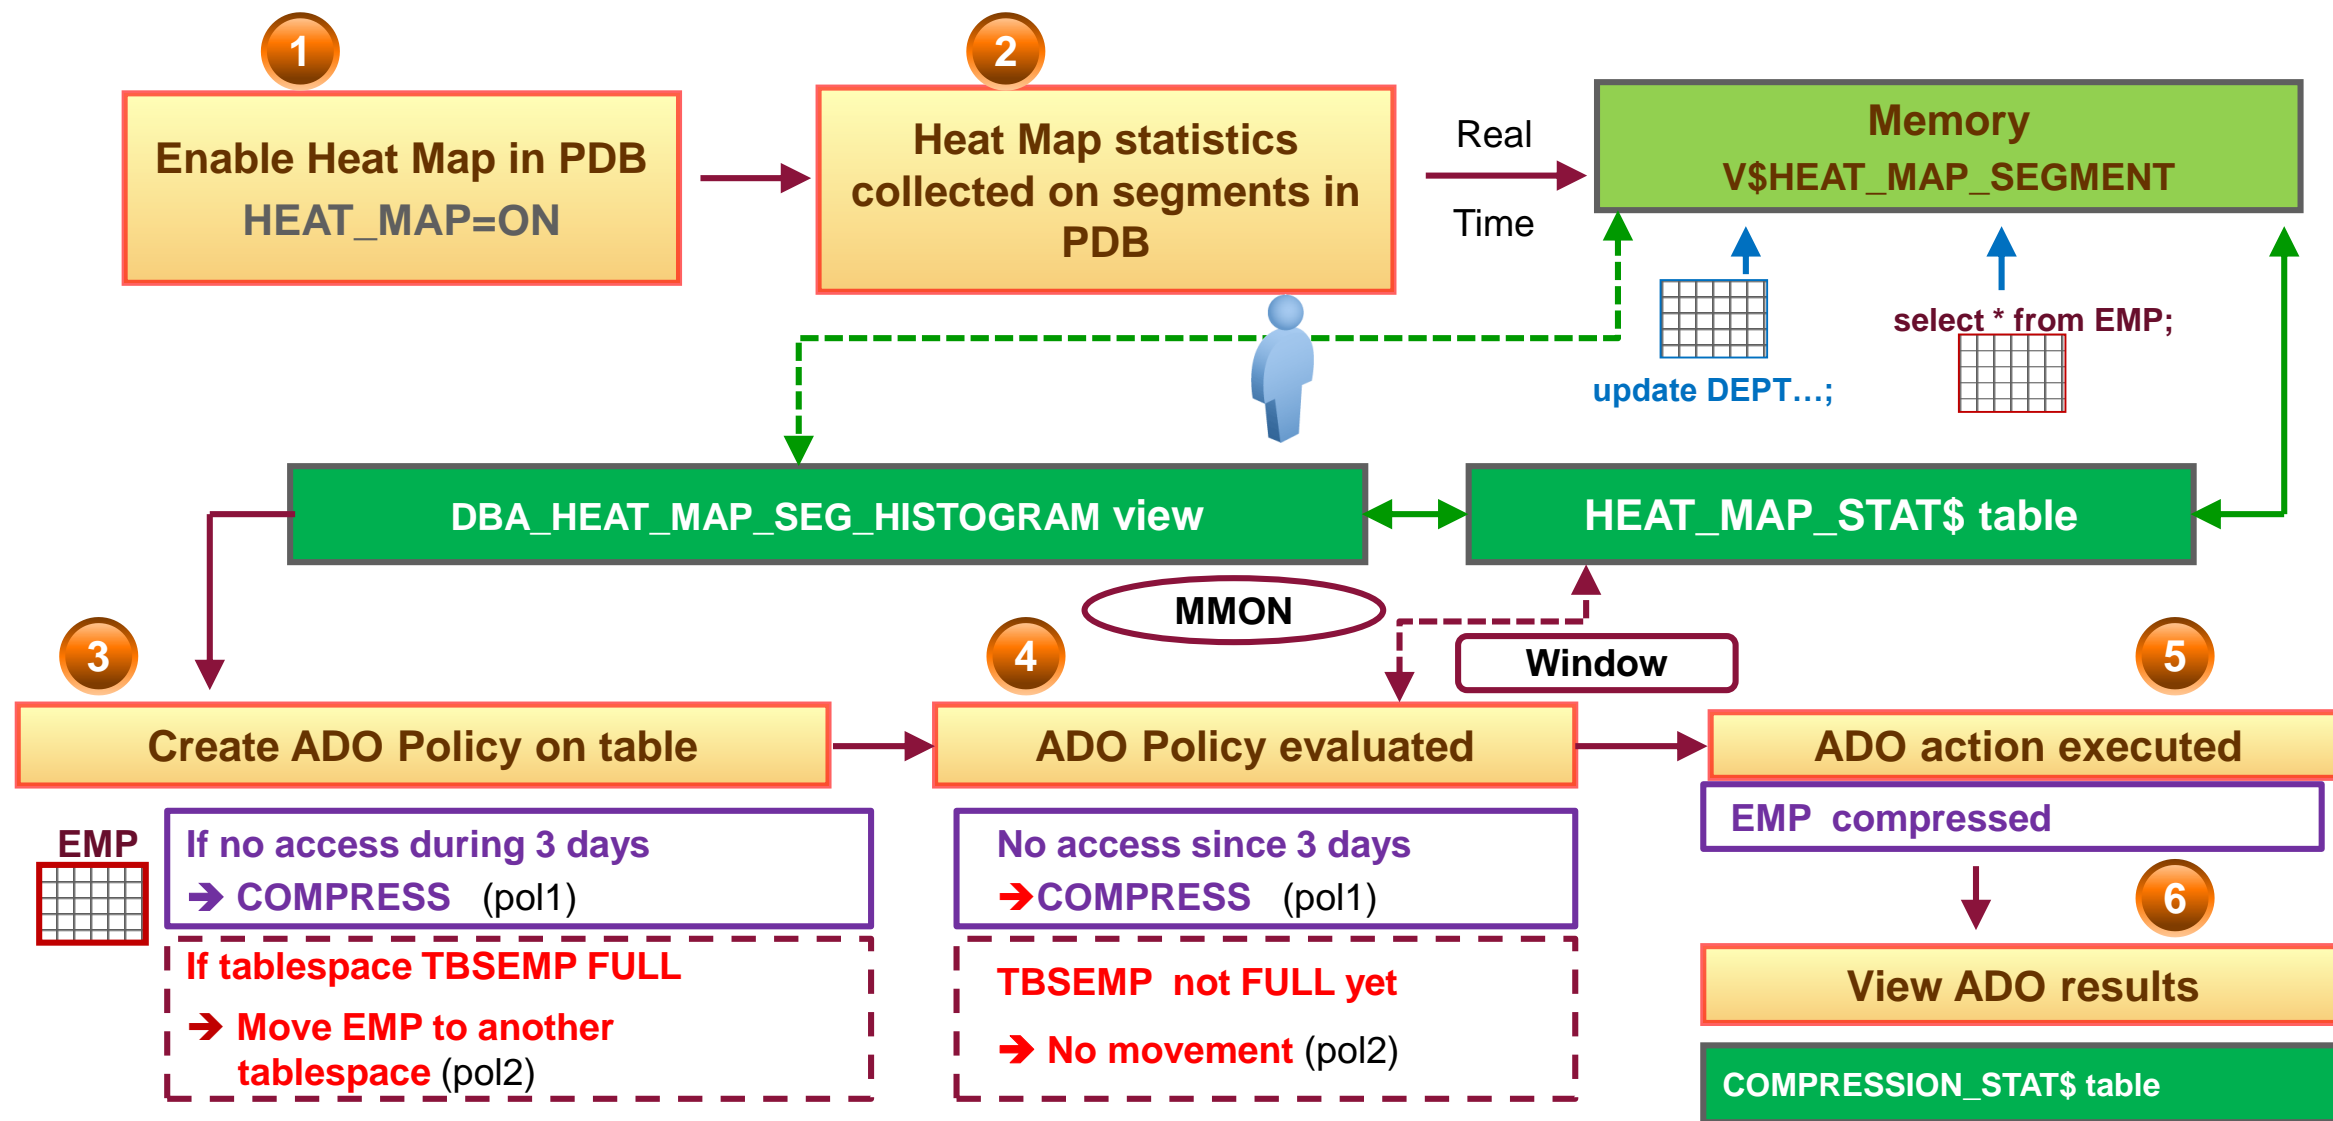 1
2
Enable Heat Map in PDB
HEAT_MAP=ON
Heat Map statistics
collected on segments in
PDB
Real
Time
Memory
V$HEAT_MAP_SEGMENT
update DEPT…;
select * from EMP;
DBA_HEAT_MAP_SEG_HISTOGRAM view
HEAT_MAP_STAT$ table
MMON
Window
3
4
5
Create ADO Policy on table
ADO Policy evaluated
ADO action executed
EMP
If no access during 3 days
➔ COMPRESS (pol1)
If tablespace TBSEMP FULL
➔ Move EMP to another
tablespace (pol2)
No access since 3 days
➔COMPRESS (pol1)
TBSEMP not FULL yet
➔ No movement (pol2)
EMP compressed
6
View ADO results
COMPRESSION_STAT$ table